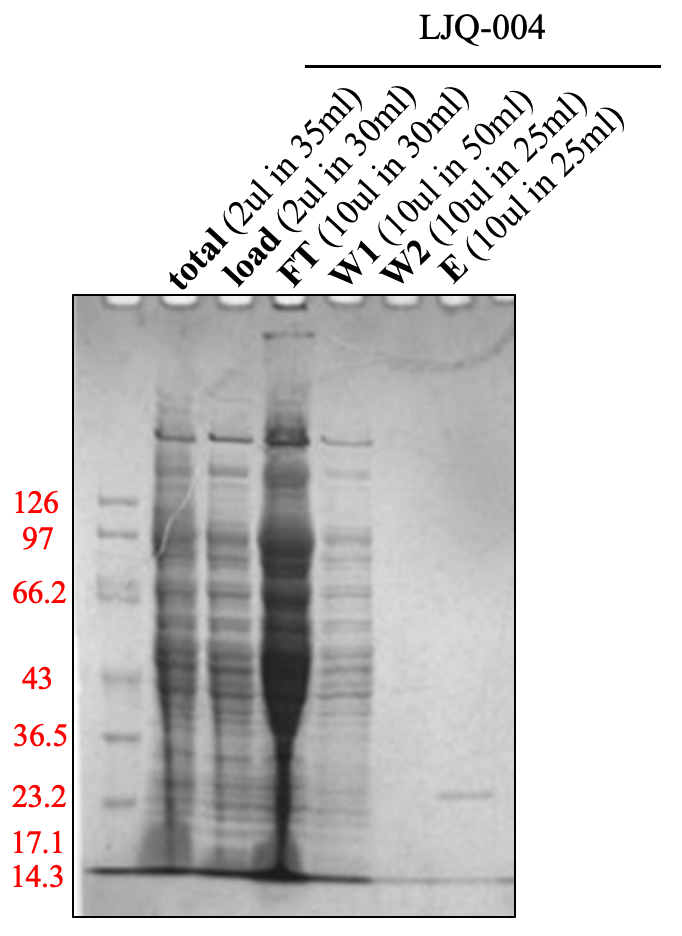 LJQ-004
total (2ul in 35ml)
load (2ul in 30ml)
FT (10ul in 30ml)
W1 (10ul in 50ml)
W2 (10ul in 25ml)
E (10ul in 25ml)
126
97
66.2
43
36.5
23.2
17.1
14.3